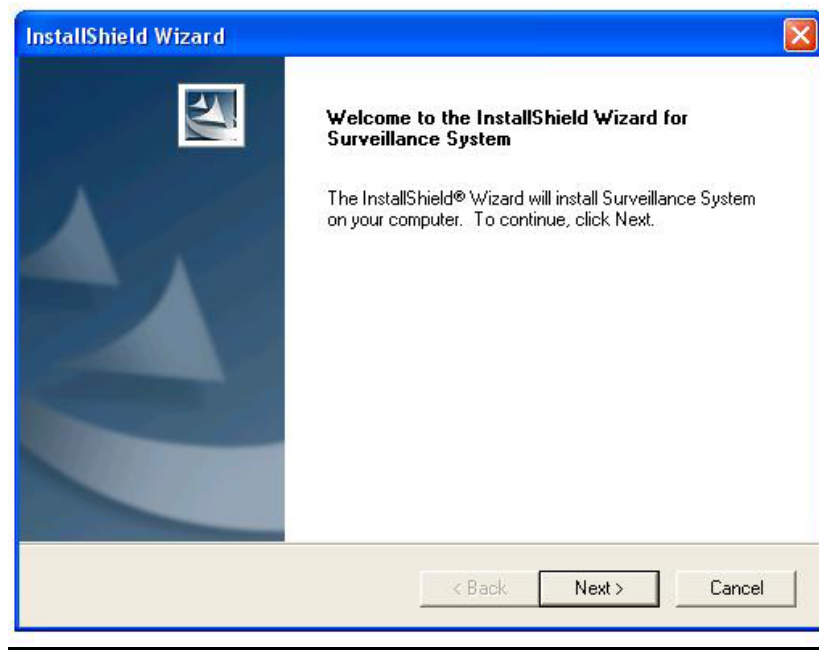 InstallShield Wizard
Welcome to the InstallShield Wizard for
Surveillance System
The InstallShield® Wizard will install Surveillance System
on your computer. To continue, click Next.
< Back
Next >
Cancel